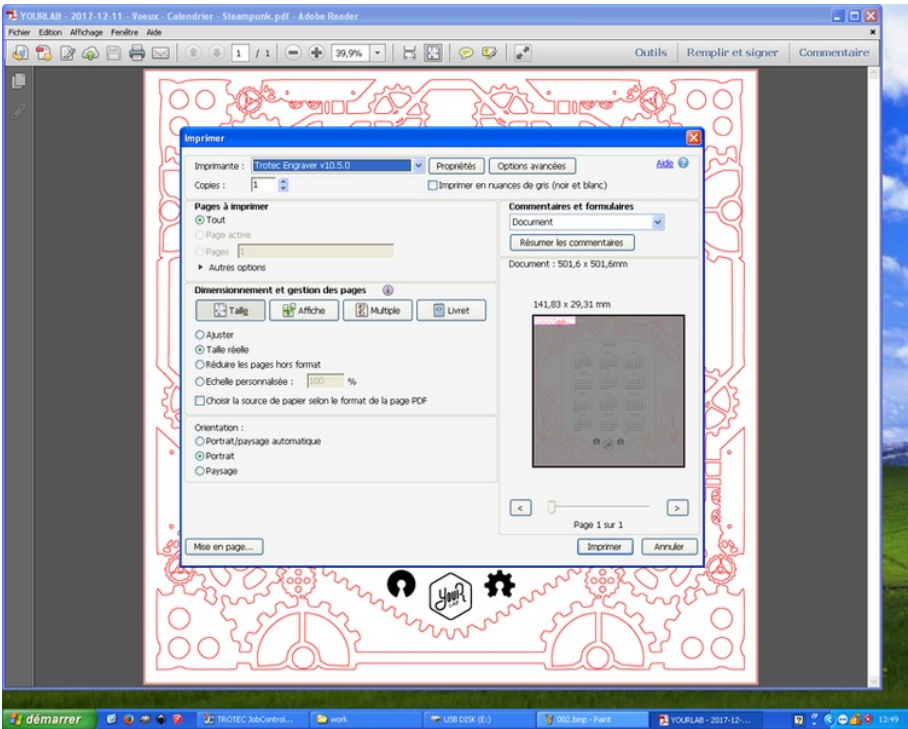 YOURLAB - 2017-12-11 - Voeux - Calendrier - Steampunk.pdf - Adobe Reader
Fichier Edition Affichage Fenêtre Aide
1 / 1 39,9% Outils Remplir et signer Commentaire
Imprimer
Imprimante : Trotec Engraver v10.5.0 Propriétés Options avancées Aide
Copies : 1 Imprimer en nuances de gris (noir et blanc)
Pages à imprimer
Tout
Page active
Pages 1
Autres options
Commentaires et formulaires
Document
Résumer les commentaires
Document : 501,6 x 501,6mm
141,83 x 29,31 mm
Dimensionnement et gestion des pages
Taille Affiche Multiple Livret
Ajuster
Taille réelle
Réduire les pages hors format
Echelle personnalisée : 100 %
Choisir la source de papier selon le format de la page PDF
Orientation :
Portrait/paysage automatique
Portrait
Paysage
< >
Page 1 sur 1
Mise en page... Imprimer Annuler
YouR
LAB
démarrer TROTEC JobControl... work USB DISK (E:) 002.bmp - Paint YOURLAB - 2017-12-... 13:49